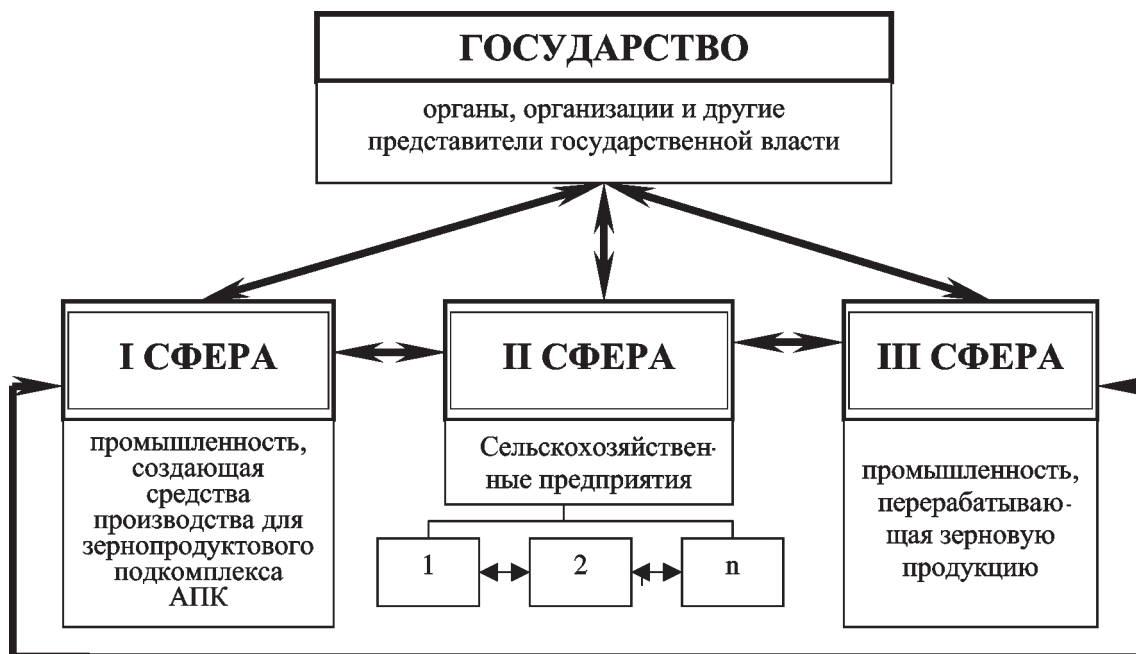 ГОСУДАРСТВО
органы, организации и другие
представители государственной власти
I СФЕРА
II СФЕРА
III СФЕРА
промышленность,
создающая
средства
производства для
зернопродуктового
подкомплекса
АПК
Сельскохозяйствен-
ные предприятия
1
2
n
промышленность,
перерабатываю-
щая зерновую
продукцию